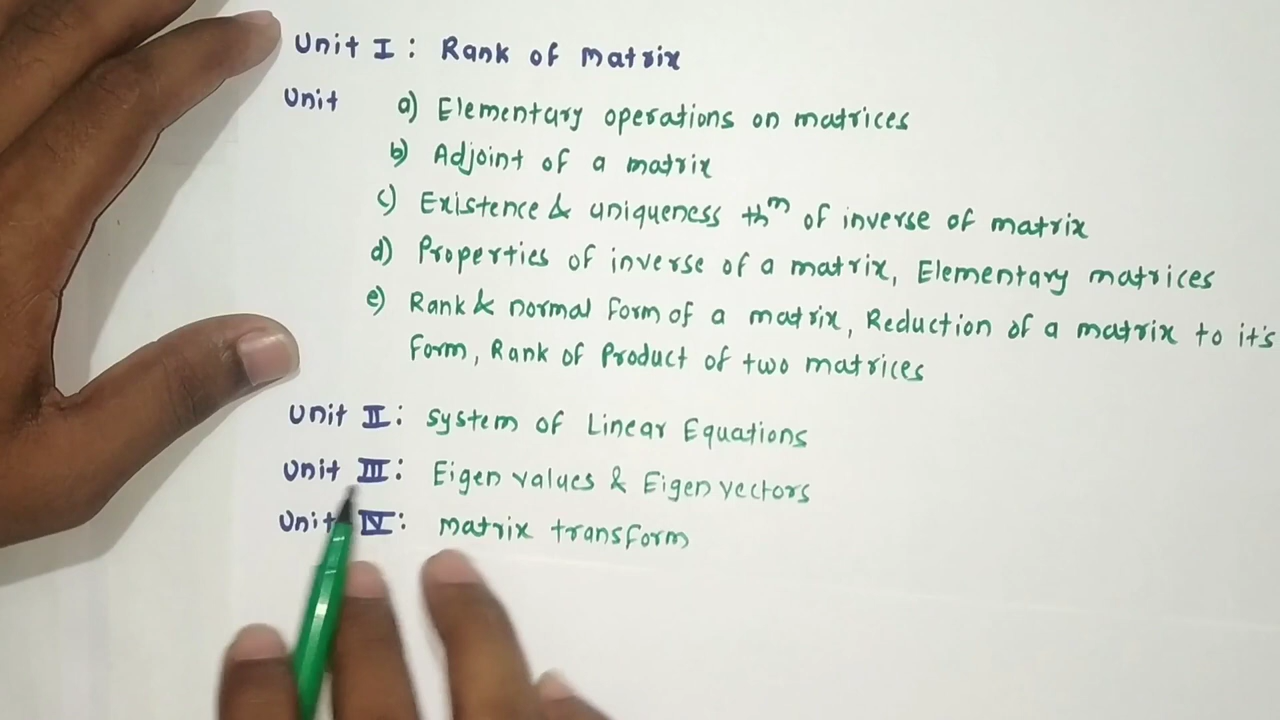 Unit I: Rank of Matrix
Unit a) Elementary operations on matrices
b) Adjoint of a matrix
c) Existence & uniqueness thm of inverse of matrix
d) Properties of inverse of a matrix, Elementary matrices
e) Rank & normal form of a matrix, Reduction of a matrix to it's
form, Rank of Product of two matrices
Unit II: System of Linear Equations
Unit III: Eigen values & Eigen vectors
Unit IV: Matrix transform